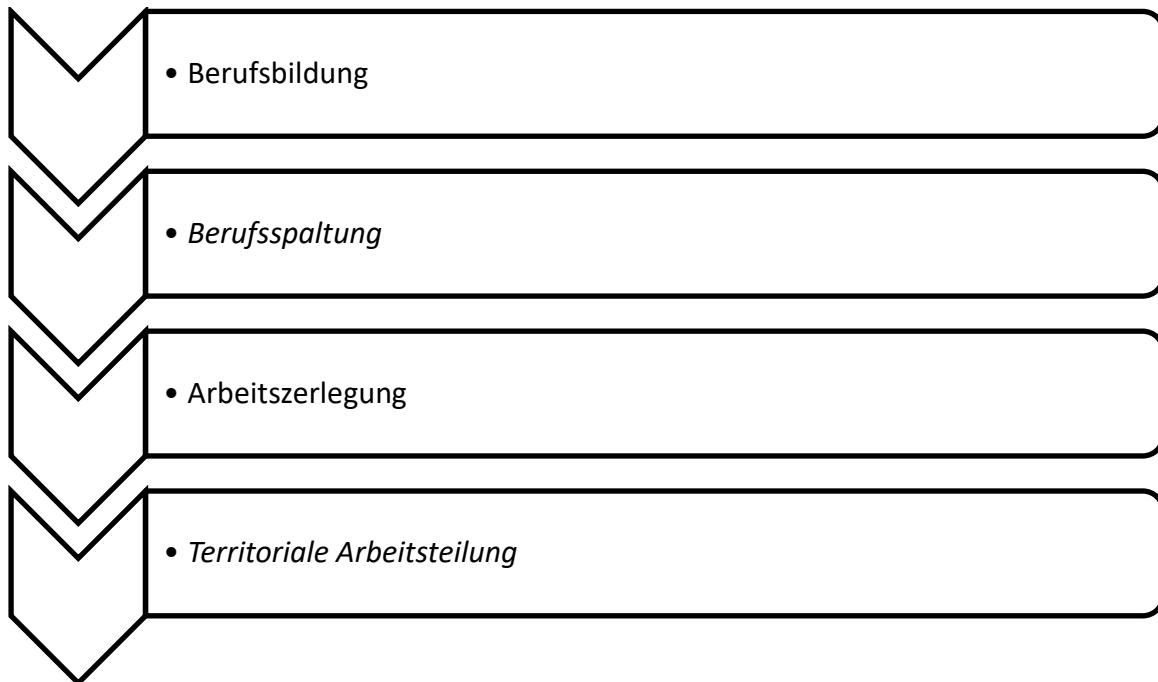 • Berufsbildung
• Berufsspaltung
• Arbeitszerlegung
• Territoriale Arbeitsteilung